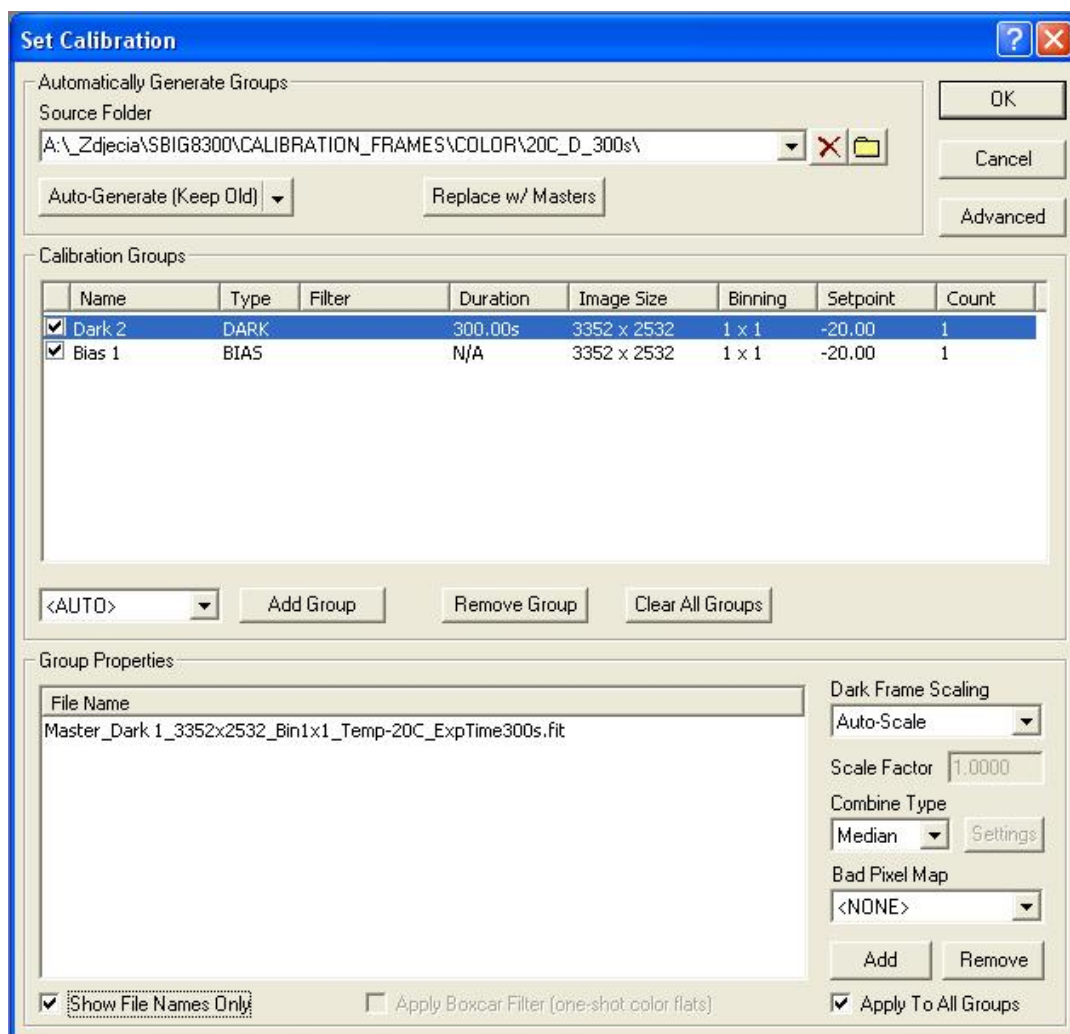 Set Calibration
Automatically Generate Groups
Source Folder
A:\_Zdjecia\SBIG8300\CALIBRATION_FRAMES\COLOR\20C_D_300s\
Auto-Generate (Keep Old)
Replace w/ Masters
OK
Cancel
Advanced
Calibration Groups
Name Type Filter Duration Image Size Binning Setpoint Count
Dark 2 DARK 300.00s 3352 x 2532 1 x 1 -20.00 1
Bias 1 BIAS N/A 3352 x 2532 1 x 1 -20.00 1
<AUTO>
Add Group
Remove Group
Clear All Groups
Group Properties
File Name
Master_Dark 1_3352x2532_Bin1x1_Temp-20C_ExpTime300s.fit
Dark Frame Scaling
Auto-Scale
Scale Factor 1.0000
Combine Type
Median Settings
Bad Pixel Map
<NONE>
Add Remove
Show File Names Only
Apply Boxcar Filter (one-shot color flats)
Apply To All Groups